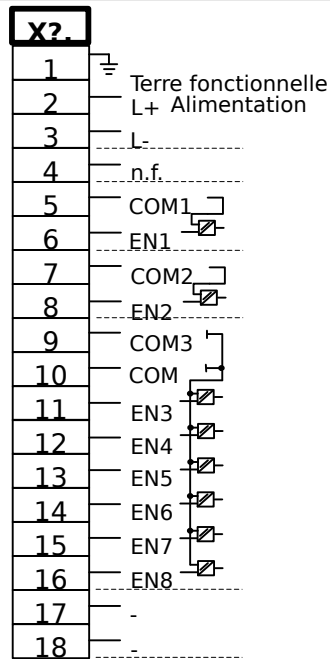 X?.
1
Terre fonctionnelle
2 L+ Alimentation
3 L-
4 n.f.
5 COM1
6 EN1
7 COM2
8 EN2
9 COM3
10 COM
11 EN3
12 EN4
13 EN5
14 EN6
15 EN7
16 EN8
17 -
18 -